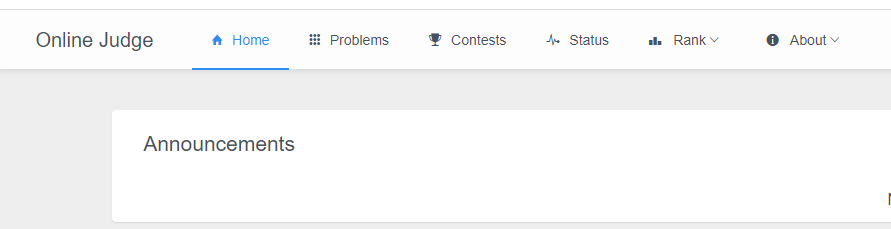 Online Judge Home Problems Contests Status Rank About
Announcements